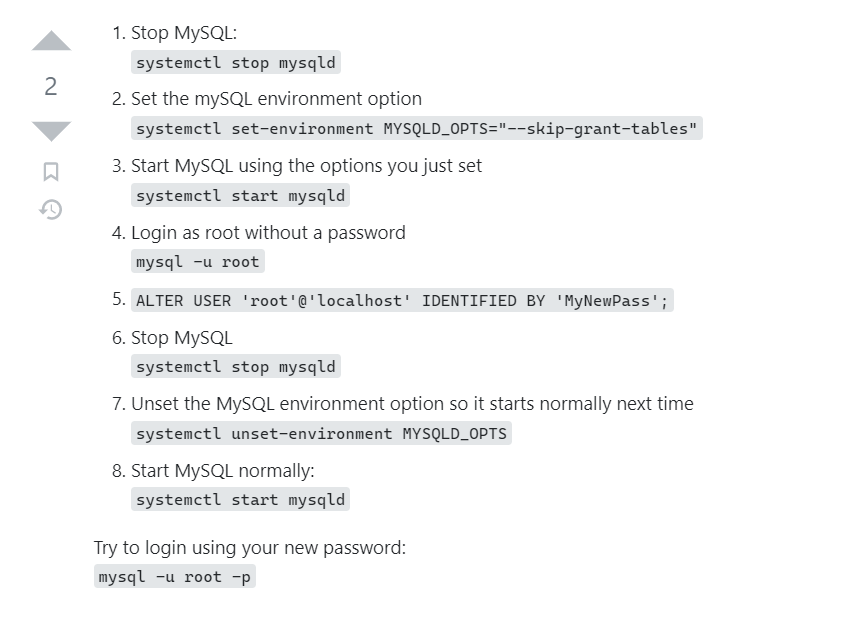 1. Stop MySQL:
systemctl stop mysqld
2
2. Set the mySQL environment option
systemctl set-environment MYSQLD_OPTS="--skip-grant-tables"
3. Start MySQL using the options you just set
systemctl start mysqld
4. Login as root without a password
mysql -u root
5. ALTER USER 'root'@'localhost' IDENTIFIED BY 'MyNewPass';
6. Stop MySQL
systemctl stop mysqld
7. Unset the MySQL environment option so it starts normally next time
systemctl unset-environment MYSQLD_OPTS
8. Start MySQL normally:
systemctl start mysqld
Try to login using your new password:
mysql -u root -p